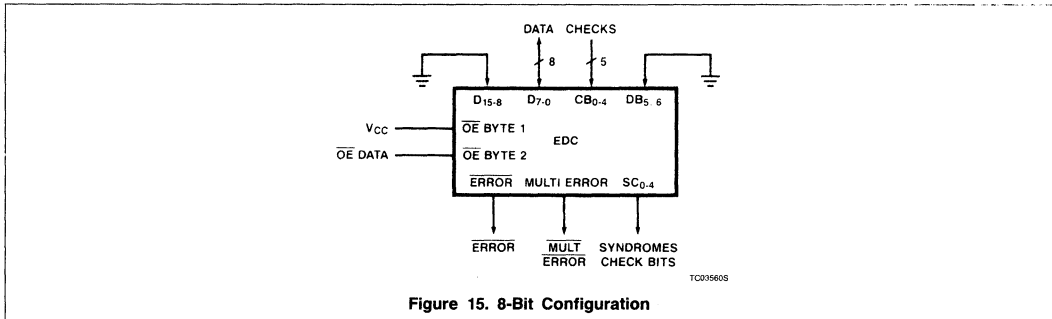 DATA CHECKS
8 5
D15-8 D7-0 CB0-4 DB5, 6
VCC OE BYTE 1
EDC
OE DATA OE BYTE 2
ERROR MULTI ERROR SC0-4
ERROR MULT ERROR SYNDROMES CHECK BITS
TC03560S
Figure 15. 8-Bit Configuration